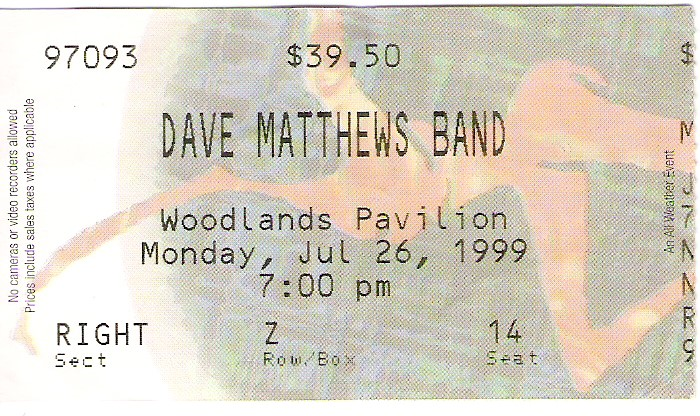 97093 $39.50
DAVE MATTHEWS BAND
Woodlands Pavilion
Monday, Jul 26, 1999
7:00 pm
RIGHT Z 14
Sect Row/Box Seat
No cameras or video recorders allowed
Prices include sales taxes where applicable
An All Weather Event